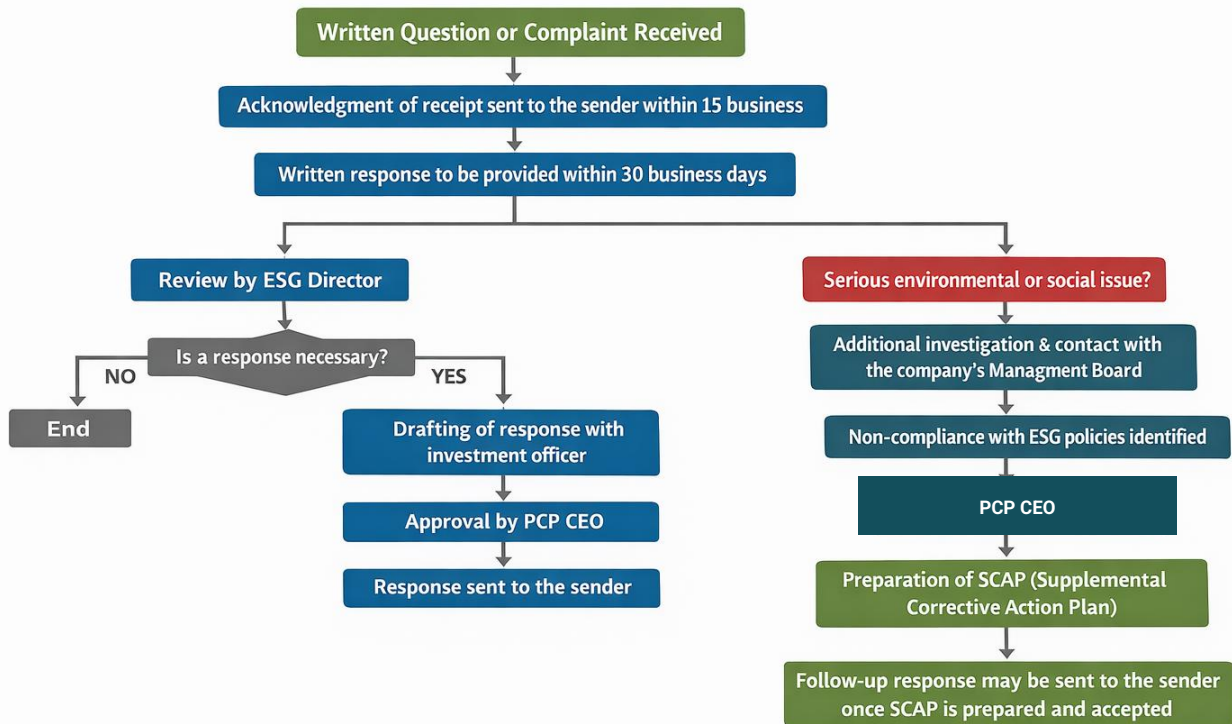 Written Question or Complaint Received
Acknowledgment of receipt sent to the sender within 15 business
Written response to be provided within 30 business days
Review by ESG Director
Is a response necessary?
NO
YES
End
Drafting of response with
investment officer
Approval by PCP CEO
Response sent to the sender
Serious environmental or social issue?
Additional investigation & contact with
the company's Managment Board
Non-compliance with ESG policies identified
PCP CEO
Preparation of SCAP (Supplemental
Corrective Action Plan)
Follow-up response may be sent to the sender
once SCAP is prepared and accepted